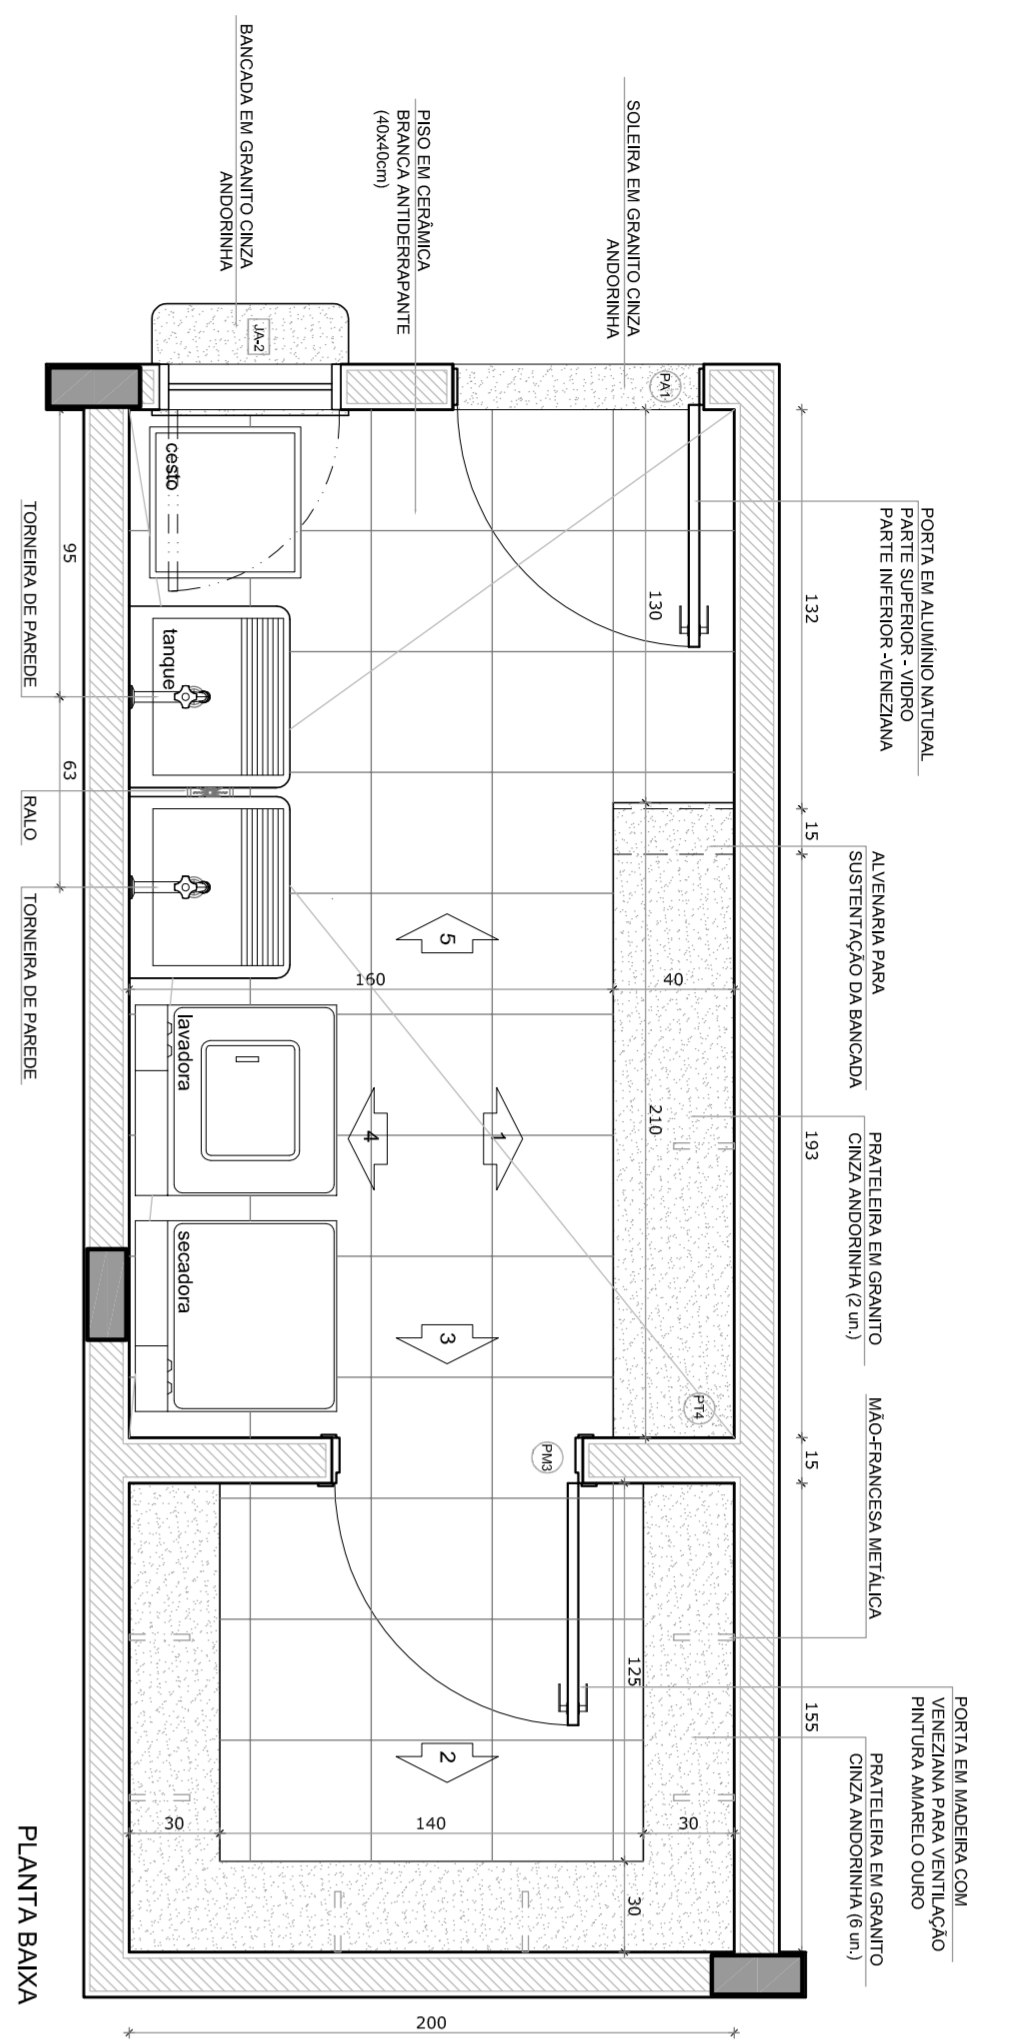 BANCADA EM GRANITO CINZA
ANDORINHA
PISO EM CERÂMICA
BRANCA ANTIDERRAPANTE
(40x40cm)
SOLEIRA EM GRANITO CINZA
ANDORINHA
PORTA EM ALUMÍNIO NATURAL
PARTE SUPERIOR - VIDRO
PARTE INFERIOR -VENEZIANA
ALVENARIA PARA
SUSTENTAÇÃO DA BANCADA
PRATELEIRA EM GRANITO
CINZA ANDORINHA (2 un.)
MÃO-FRANCESA METÁLICA
PORTA EM MADEIRA COM
VENEZIANA PARA VENTILAÇÃO
PINTURA AMARELO OURO
PRATELEIRA EM GRANITO
CINZA ANDORINHA (6 un.)
132
15
193
15
155
JA-2
PA1
130
210
PT4
PM3
125
30
cesto
tanque
lavadora
secadora
160
40
5
1
4
3
2
30
140
30
200
95
63
TORNEIRA DE PAREDE
RALO
TORNEIRA DE PAREDE
PLANTA BAIXA